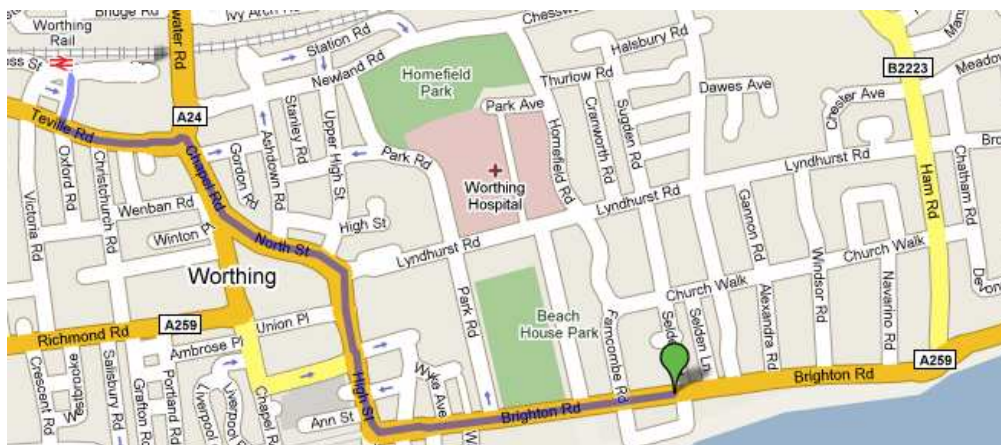 Bridge Rd
Ivy Arch Rd
Worthing
Rail
water Rd
Station Rd
Newland Rd
Halsbury Rd
B2223
Homefield
Park
Thurlow Rd
Dawes Ave
Chester Ave
Park Ave
A24
Teville Rd
Oxford Rd
Christchurch Rd
Victoria Rd
Chapel Rd
Gordon Rd
Ashdown Rd
Stanley Rd
Upper High St
Park Rd
Worthing
Hospital
Homefield Rd
Cranworth Rd
Sugden Rd
Lyndhurst Rd
Lyndhurst Rd
Lyndhurst Rd
Ham Rd
Chatham Rd
Wenban Rd
Winton Pl
High St
North St
Gannon Rd
Church Walk
Church Walk
Worthing
Windsor Rd
Navarino Rd
Alexandra Rd
Selden Ln
Park Rd
Beach
House Park
Farncombe Rd
Richmond Rd
A259
Union Pl
Ambrose Pl
A259
Brighton Rd
Brighton Rd
High St
Ann St
Chapel Rd
Crescent Rd
Salisbury Rd
Grafton Rd
Portland Rd